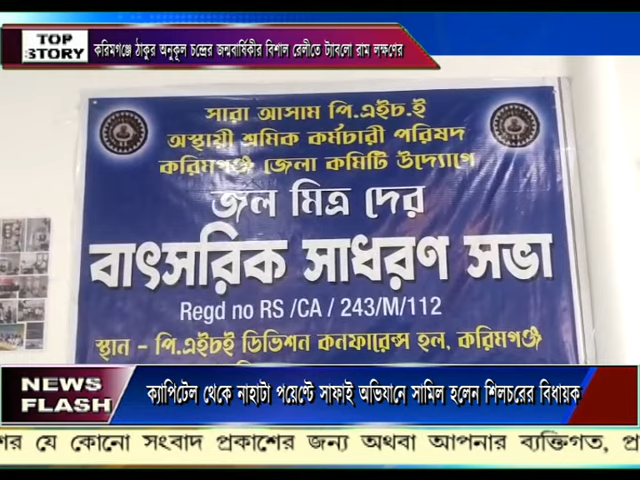 TOP STORY
করিমগঞ্জে ঠাকুর অনুকূল চন্দ্রের জন্মবার্ষিকীর বিশাল রেলীতে ট্যাবলো রাম লক্ষণের
সারা আসাম পি.এইচ.ই
অস্থায়ী শ্রমিক কর্মচারী পরিষদ
করিমগঞ্জ জেলা কমিটি উদ্যোগে
জল মিত্র দের
বাৎসরিক সাধরণ সভা
Regd no RS /CA / 243/M/112
স্থান - পি.এইচই ডিভিশন কনফারেন্স হল, করিমগঞ্জ
NEWS FLASH
ক্যাপিটেল থেকে নাহাটা পয়েণ্টে সাফাই অভিযানে সামিল হলেন শিলচরের বিধায়ক
যে কোনো সংবাদ প্রকাশের জন্য অথবা আপনার ব্যক্তিগত,